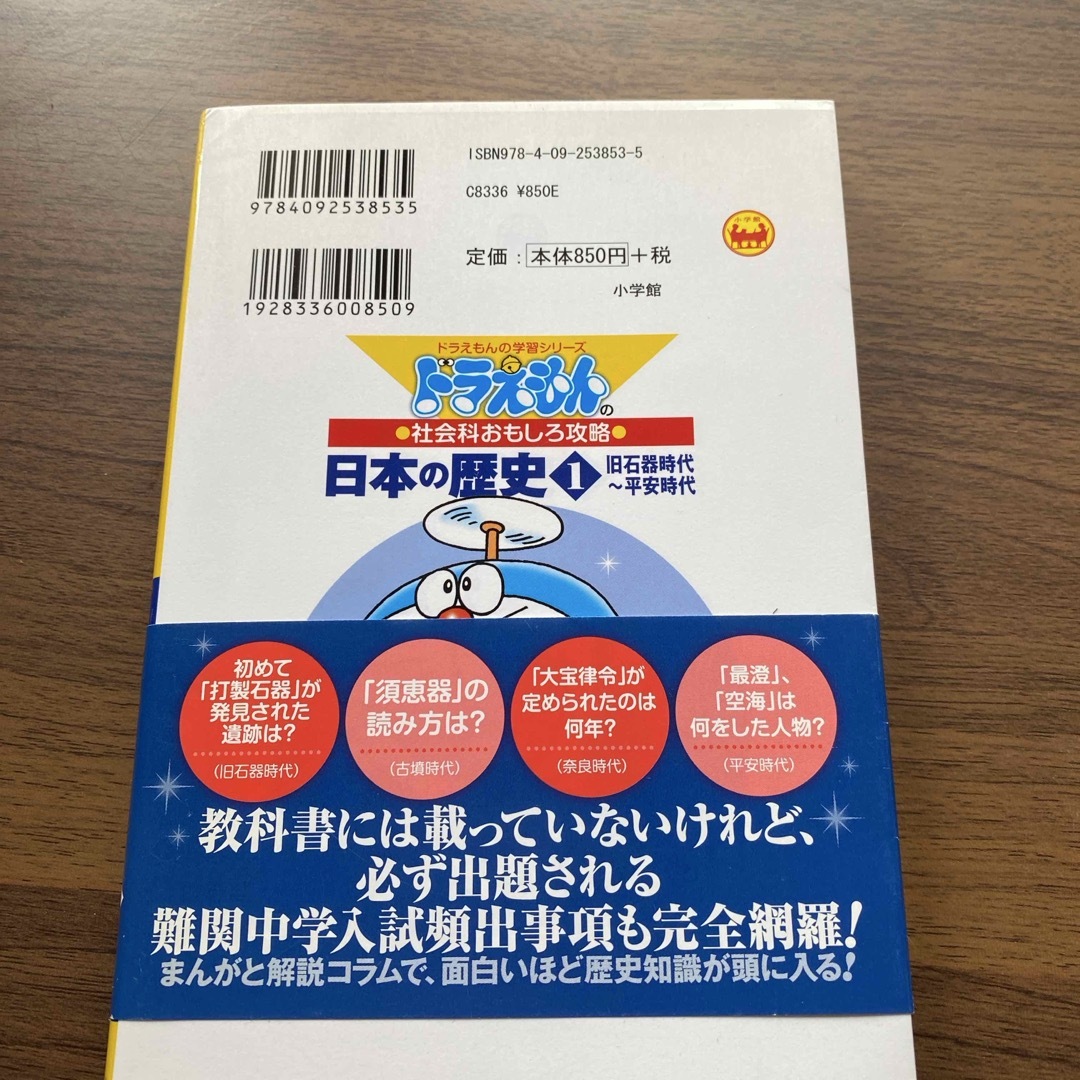 ISBN978-4-09-253853-5
9784092538535
C8336 ¥850E
小学館
定価：本体850円＋税
1928336008509
小学館
ドラえもんの学習シリーズ
ドラえもんの
●社会科おもしろ攻略●
日本の歴史1 旧石器時代
～平安時代
初めて
「打製石器」が
発見された
遺跡は?
(旧石器時代)
「須恵器」の
読み方は?
(古墳時代)
「大宝律令」が
定められたのは
何年?
(奈良時代)
「最澄」、
「空海」は
何をした人物?
(平安時代)
教科書には載っていないけれど、
必ず出題される
難関中学入試頻出事項も完全網羅!
まんがと解説コラムで、面白いほど歴史知識が頭に入る!